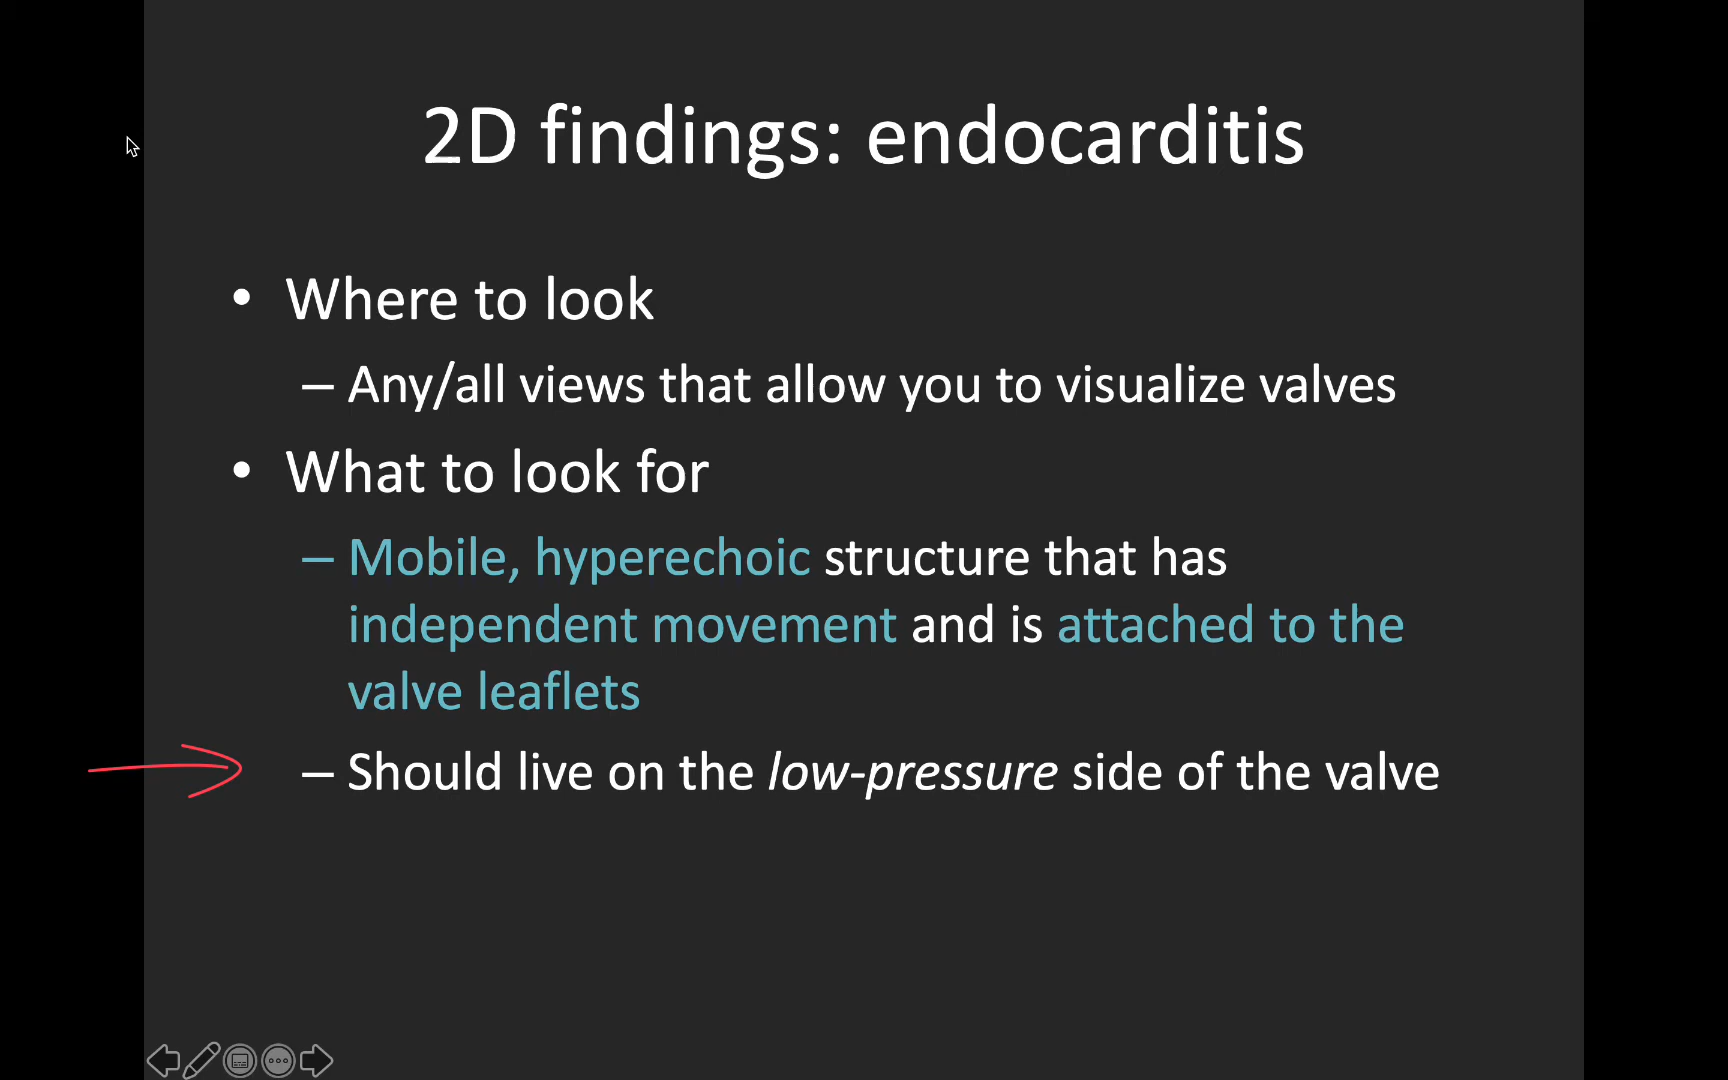 2D findings: endocarditis
• Where to look
– Any/all views that allow you to visualize valves
• What to look for
– Mobile, hyperechoic structure that has
independent movement and is attached to the
valve leaflets
– Should live on the low-pressure side of the valve